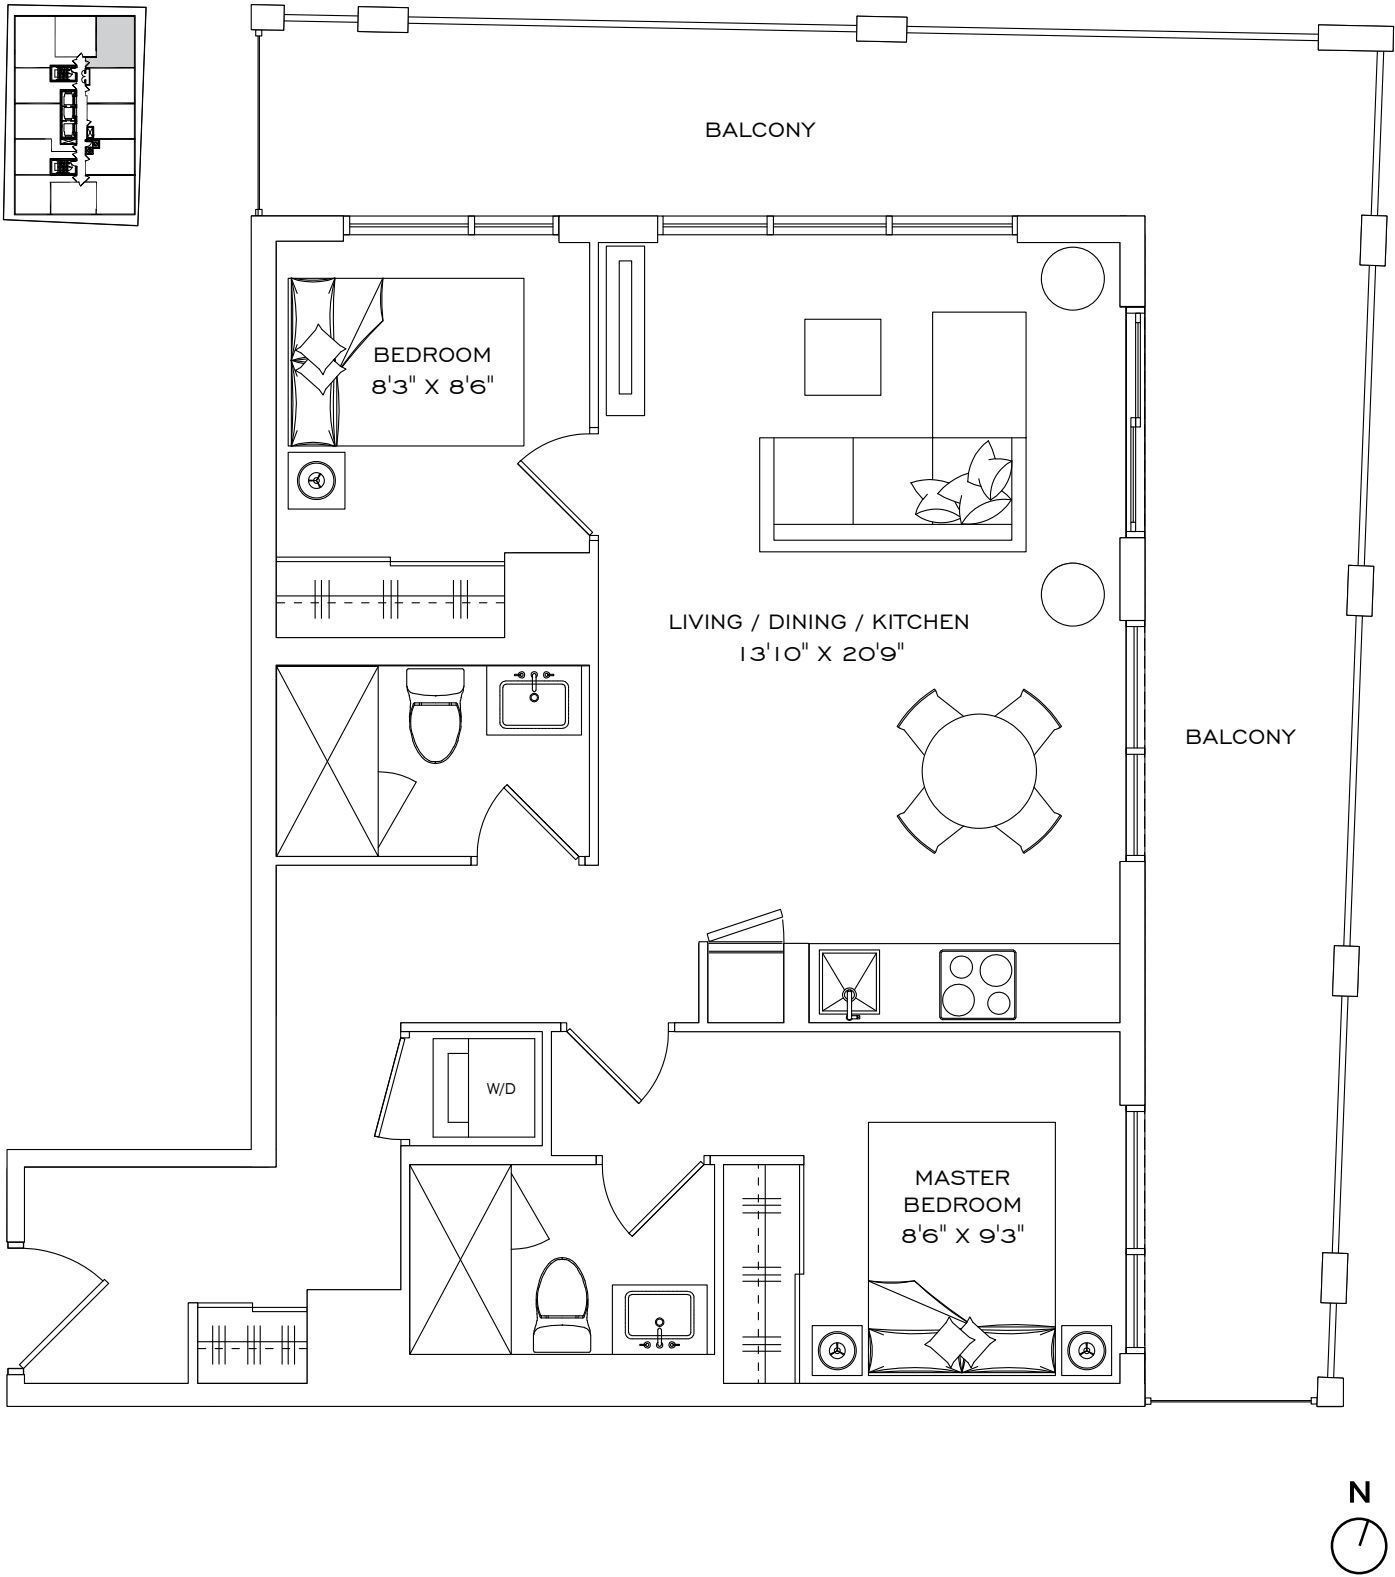 BALCONY
BEDROOM
8'3" X 8'6"
LIVING / DINING / KITCHEN
13'10" X 20'9"
BALCONY
W/D
MASTER
BEDROOM
8'6" X 9'3"
N